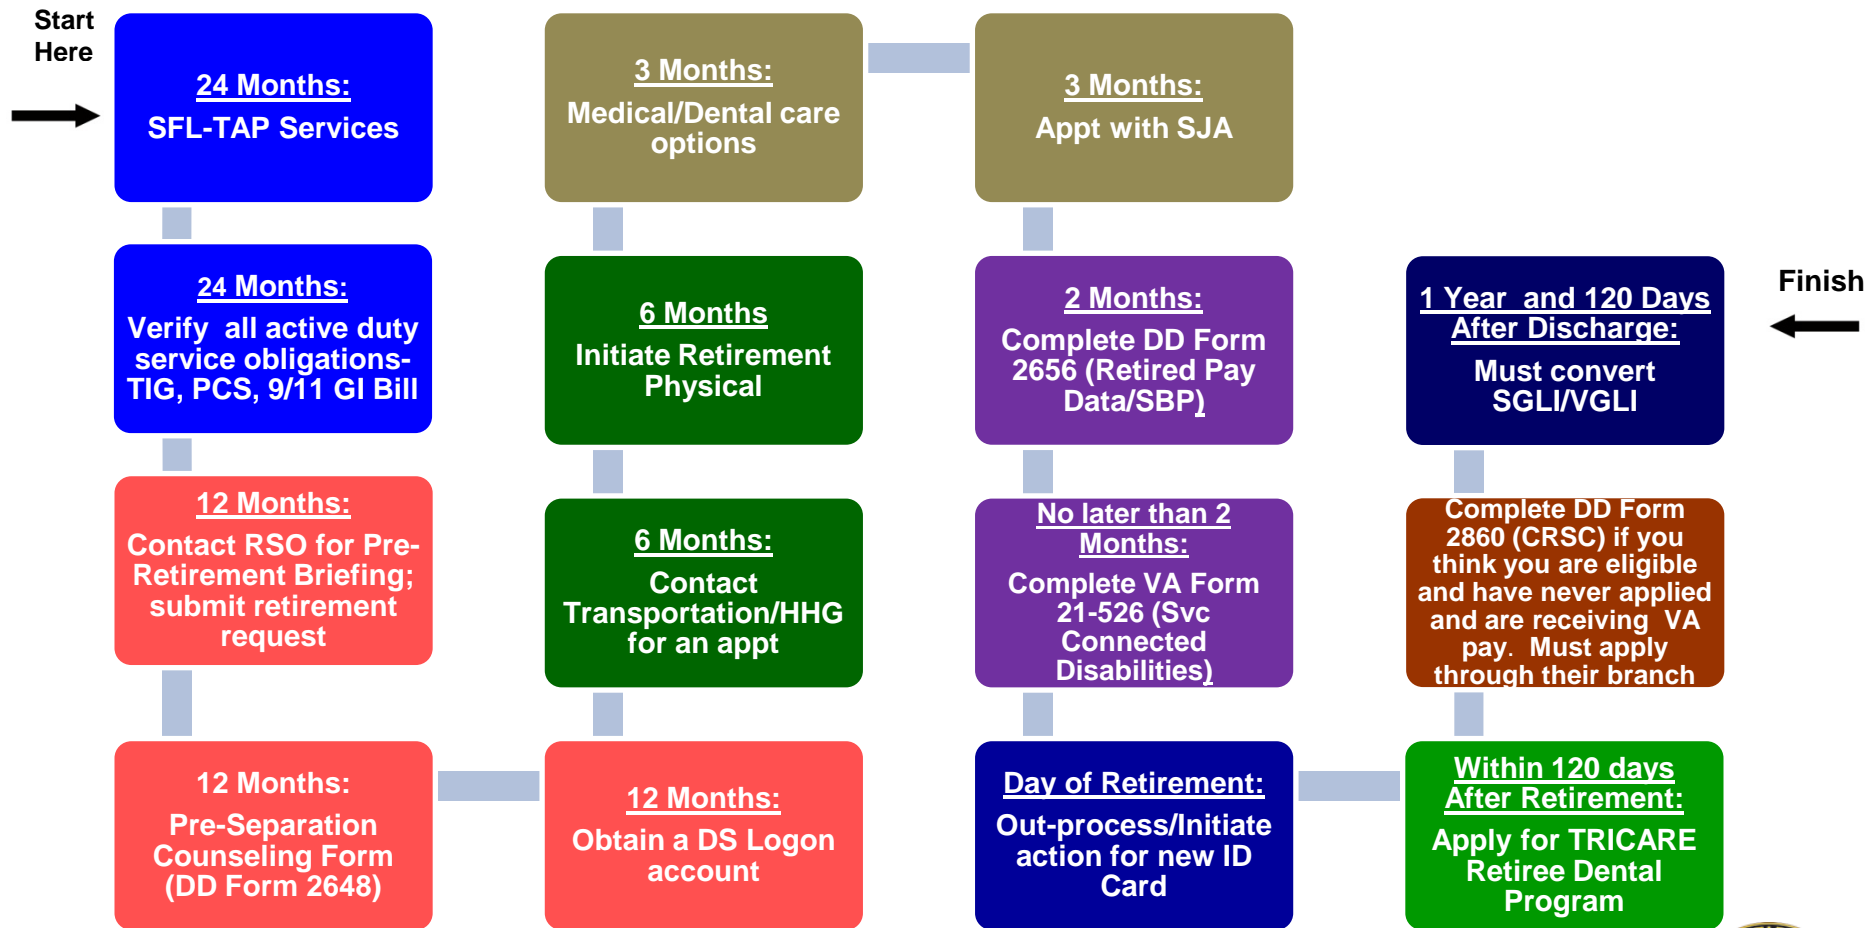 Start
Here
24 Months:
SFL-TAP Services
24 Months:
Verify all active duty
service obligations-
TIG, PCS, 9/11 GI Bill
12 Months:
Contact RSO for Pre-
Retirement Briefing;
submit retirement
request
12 Months:
Pre-Separation
Counseling Form
(DD Form 2648)
12 Months:
Obtain a DS Logon
account
6 Months:
Contact
Transportation/HHG
for an appt
6 Months
Initiate Retirement
Physical
3 Months:
Medical/Dental care
options
3 Months:
Appt with SJA
2 Months:
Complete DD Form
2656 (Retired Pay
Data/SBP)
No later than 2
Months:
Complete VA Form
21-526 (Svc
Connected
Disabilities)
Day of Retirement:
Out-process/Initiate
action for new ID
Card
Within 120 days
After Retirement:
Apply for TRICARE
Retiree Dental
Program
Complete DD Form
2860 (CRSC) if you
think you are eligible
and have never applied
and are receiving VA
pay. Must apply
through their branch
1 Year and 120 Days
After Discharge:
Must convert
SGLI/VGLI
Finish